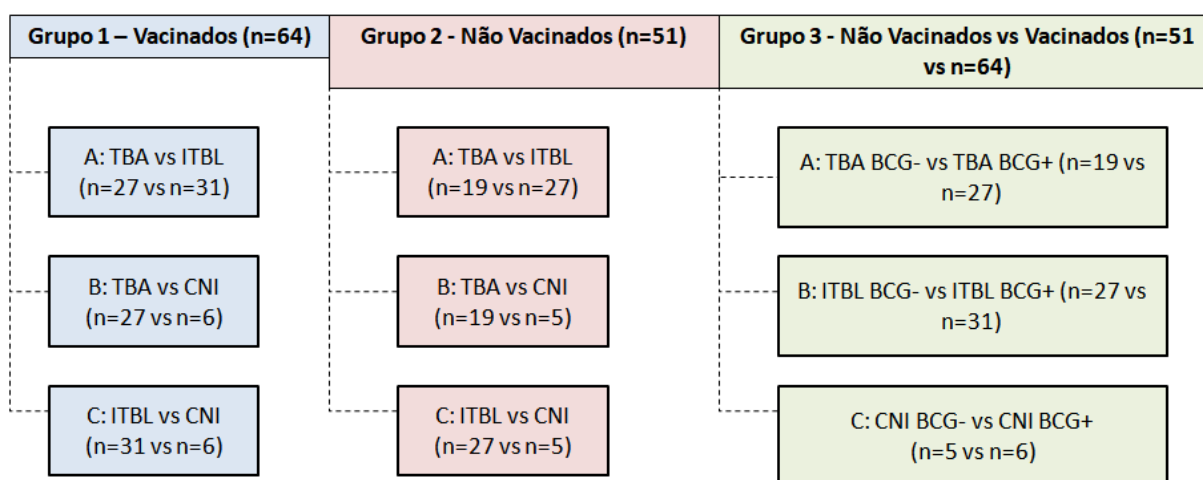 Grupo 1 – Vacinados (n=64)
Grupo 2 - Não Vacinados (n=51)
Grupo 3 - Não Vacinados vs Vacinados (n=51
vs n=64)
A: TBA vs ITBL
(n=27 vs n=31)
B: TBA vs CNI
(n=27 vs n=6)
C: ITBL vs CNI
(n=31 vs n=6)
A: TBA vs ITBL
(n=19 vs n=27)
B: TBA vs CNI
(n=19 vs n=5)
C: ITBL vs CNI
(n=27 vs n=5)
A: TBA BCG- vs TBA BCG+ (n=19 vs
n=27)
B: ITBL BCG- vs ITBL BCG+ (n=27 vs
n=31)
C: CNI BCG- vs CNI BCG+
(n=5 vs n=6)